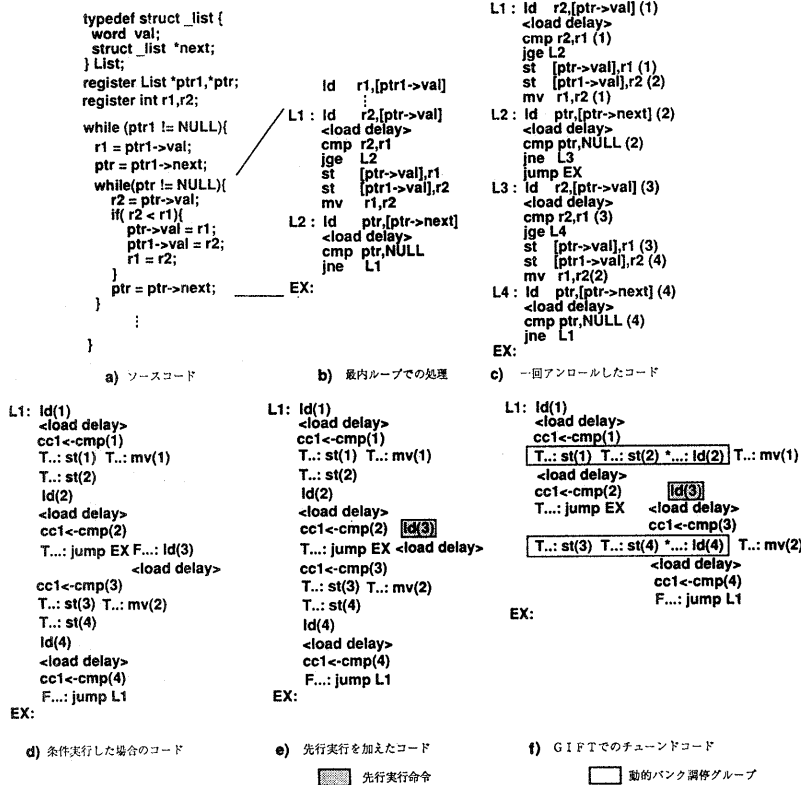 typedef struct _list {
word val;
struct _list *next;
} List;
register List *ptr1,*ptr;
register int r1,r2;
while (ptr1 != NULL){
r1 = ptr1->val;
ptr = ptr1->next;
while(ptr != NULL){
r2 = ptr->val;
if( r2 < r1){
ptr->val = r1;
ptr1->val = r2;
r1 = r2;
}
ptr = ptr->next;
}
⋮
}
a) ソースコード
ld r1,[ptr1->val]
⋮
L1 : ld r2,[ptr->val]
<load delay>
cmp r2,r1
jge L2
st [ptr->val],r1
st [ptr1->val],r2
mv r1,r2
L2 : ld ptr,[ptr->next]
<load delay>
cmp ptr,NULL
jne L1
EX:
b) 最内ループでの処理
L1 : ld r2,[ptr->val] (1)
<load delay>
cmp r2,r1 (1)
jge L2
st [ptr->val],r1 (1)
st [ptr1->val],r2 (2)
mv r1,r2 (1)
L2 : ld ptr,[ptr->next] (2)
<load delay>
cmp ptr,NULL (2)
jne L3
jump EX
L3 : ld r2,[ptr->val] (3)
<load delay>
cmp r2,r1 (3)
jge L4
st [ptr->val],r1 (3)
st [ptr1->val],r2 (4)
mv r1,r2(2)
L4 : ld ptr,[ptr->next] (4)
<load delay>
cmp ptr,NULL (4)
jne L1
EX:
c) 一回アンロールしたコード
L1: ld(1)
<load delay>
cc1<-cmp(1)
T..: st(1) T..: mv(1)
T..: st(2)
ld(2)
<load delay>
cc1<-cmp(2)
T...: jump EX F...: ld(3)
<load delay>
cc1<-cmp(3)
T..: st(3) T..: mv(2)
T..: st(4)
ld(4)
<load delay>
cc1<-cmp(4)
F...: jump L1
EX:
d) 条件実行した場合のコード
L1: ld(1)
<load delay>
cc1<-cmp(1)
T..: st(1) T..: mv(1)
T..: st(2)
ld(2)
<load delay>
cc1<-cmp(2) ld(3)
T...: jump EX <load delay>
cc1<-cmp(3)
T..: st(3) T..: mv(2)
T..: st(4)
ld(4)
<load delay>
cc1<-cmp(4)
F...: jump L1
EX:
e) 先行実行を加えたコード
先行実行命令
L1: ld(1)
<load delay>
cc1<-cmp(1)
T..: st(1) T..: st(2) *...: ld(2) T..: mv(1)
<load delay>
cc1<-cmp(2) ld(3)
T...: jump EX <load delay>
cc1<-cmp(3)
T..: st(3) T..: st(4) *...: ld(4) T..: mv(2)
<load delay>
cc1<-cmp(4)
F...: jump L1
EX:
f) GIFTでのチューンドコード
動的バンク調停グループ